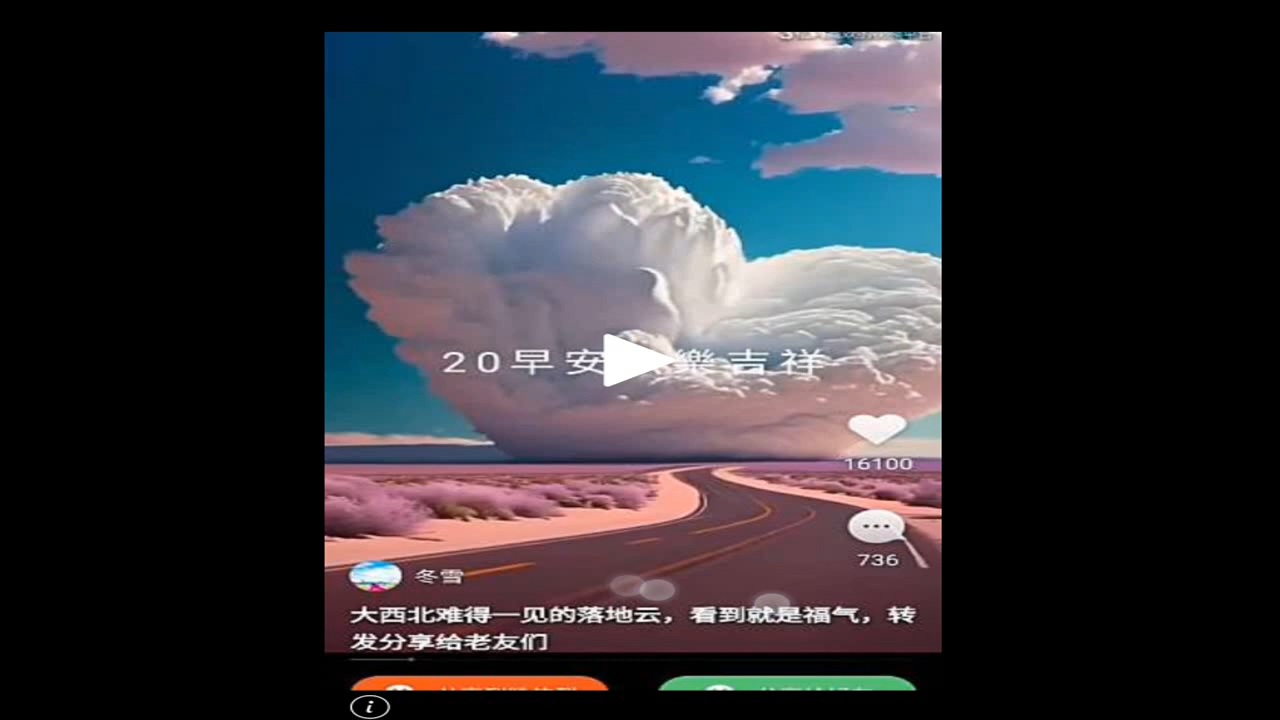 20早安 樂吉祥
16100
736
冬雪
大西北难得一见的落地云，看到就是福气，转
发分享给老友们